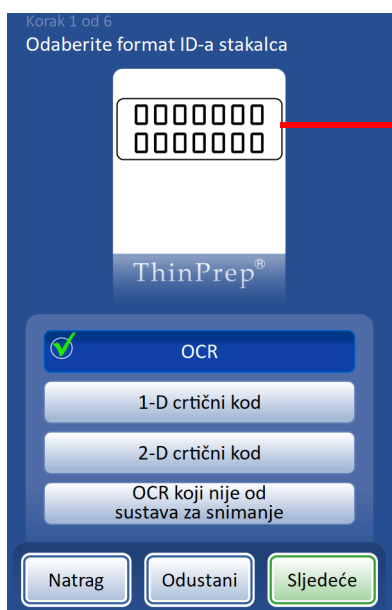 Korak 1 od 6
Odaberite format ID-a stakalca
0000000
0000000
ThinPrep®
OCR
1-D crtični kod
2-D crtični kod
OCR koji nije od
sustava za snimanje
Natrag
Odustani
Sljedeće